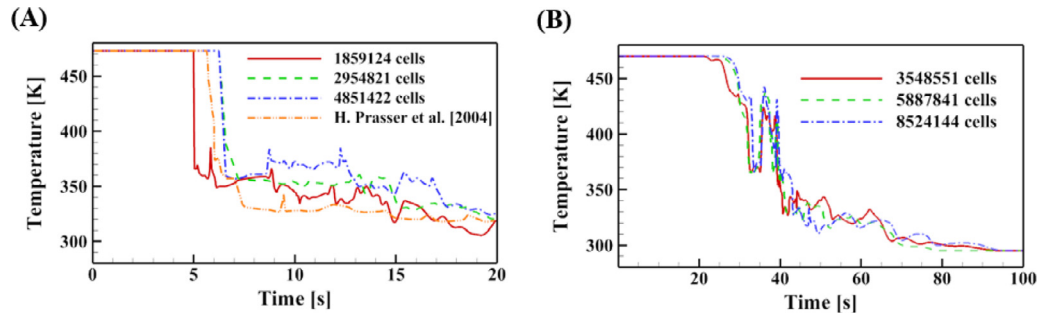 (A)
Temperature [K]
450
400
350
300
0
5
10
15
20
Time [s]
1859124 cells
2954821 cells
4851422 cells
H. Prasser et al. [2004]
(B)
Temperature [K]
450
400
350
300
20
40
60
80
100
Time [s]
3548551 cells
5887841 cells
8524144 cells